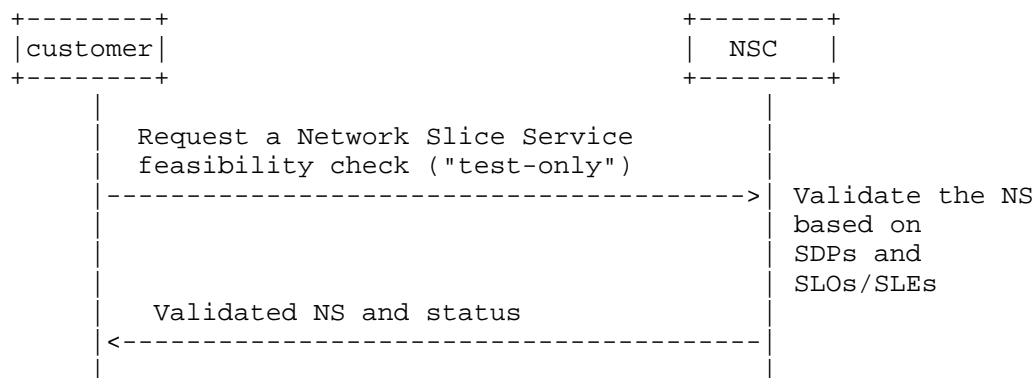 customer
NSC
Request a Network Slice Service
feasibility check ("test-only")
Validate the NS
based on
SDPs and
SLOs/SLEs
Validated NS and status